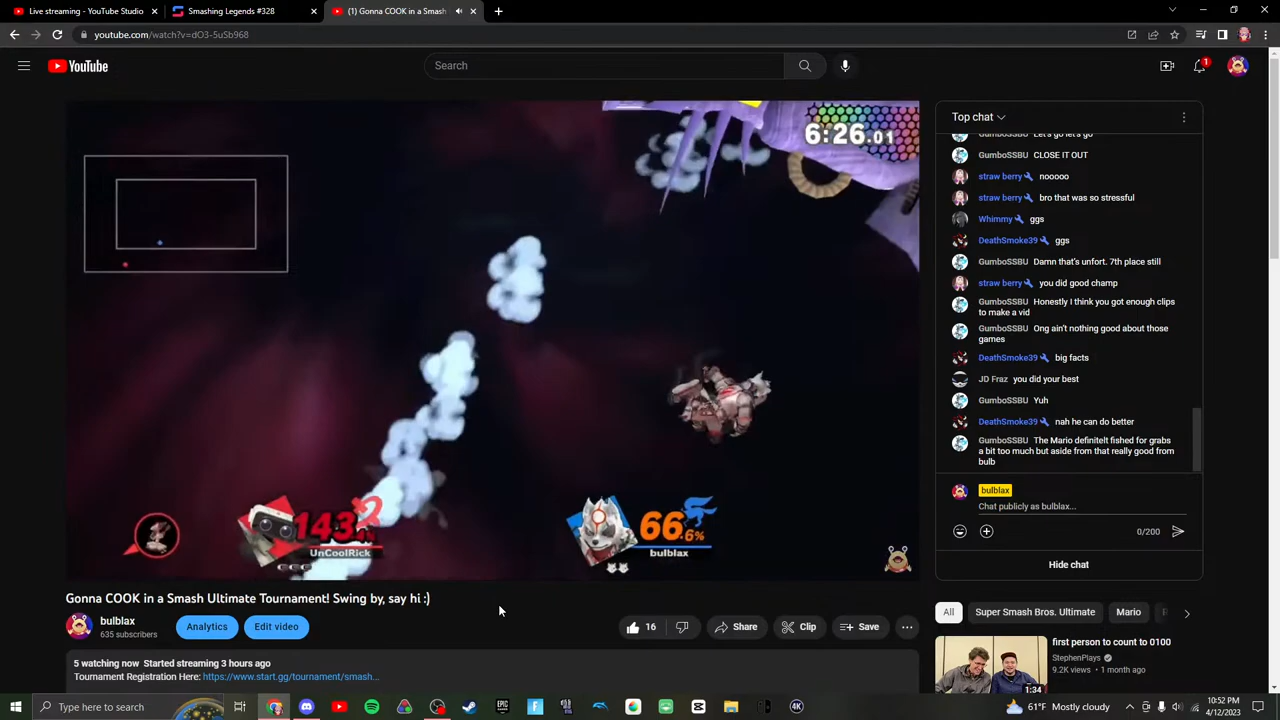 Live streaming - YouTube Studio
Smashing Legends #328
(1) Gonna COOK in a Smash
youtube.com/watch?v=dO3-5uSb968
YouTube
Search
1
6:26.01
143
UnCoolRick
66.6%
bulblax
Top chat
GumboSSBU Let's go let's go
GumboSSBU CLOSE IT OUT
straw berry nooooo
straw berry bro that was so stressful
Whimmy ggs
DeathSmoke39 ggs
GumboSSBU Damn that's unfort. 7th place still
straw berry you did good champ
GumboSSBU Honestly I think you got enough clips
to make a vid
GumboSSBU Ong ain't nothing good about those
games
DeathSmoke39 big facts
JD Fraz you did your best
GumboSSBU Yuh
DeathSmoke39 nah he can do better
GumboSSBU The Mario definitelt fished for grabs
a bit too much but aside from that really good from
bulb
bulblax
Chat publicly as bulblax...
0/200
Hide chat
Gonna COOK in a Smash Ultimate Tournament! Swing by, say hi :)
bulblax
635 subscribers
Analytics
Edit video
16
Share
Clip
Save
5 watching now Started streaming 3 hours ago
Tournament Registration Here: https://www.start.gg/tournament/smash...
All
Super Smash Bros. Ultimate
Mario
first person to count to 0100
StephenPlays
9.2K views • 1 month ago
1:34
Type here to search
61°F Mostly cloudy
10:52 PM
4/12/2023